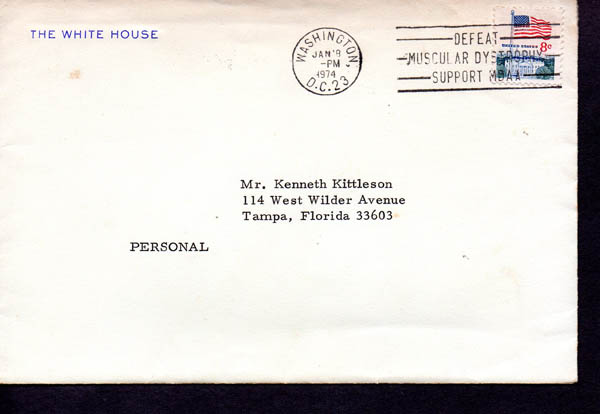 THE WHITE HOUSE
WASHINGTON,
JAN 8
-PM
1974
D.C. 23
DEFEAT
MUSCULAR DYSTROPHY
SUPPORT MDAA
UNITED STATES 8c
Mr. Kenneth Kittleson
114 West Wilder Avenue
Tampa, Florida 33603
PERSONAL